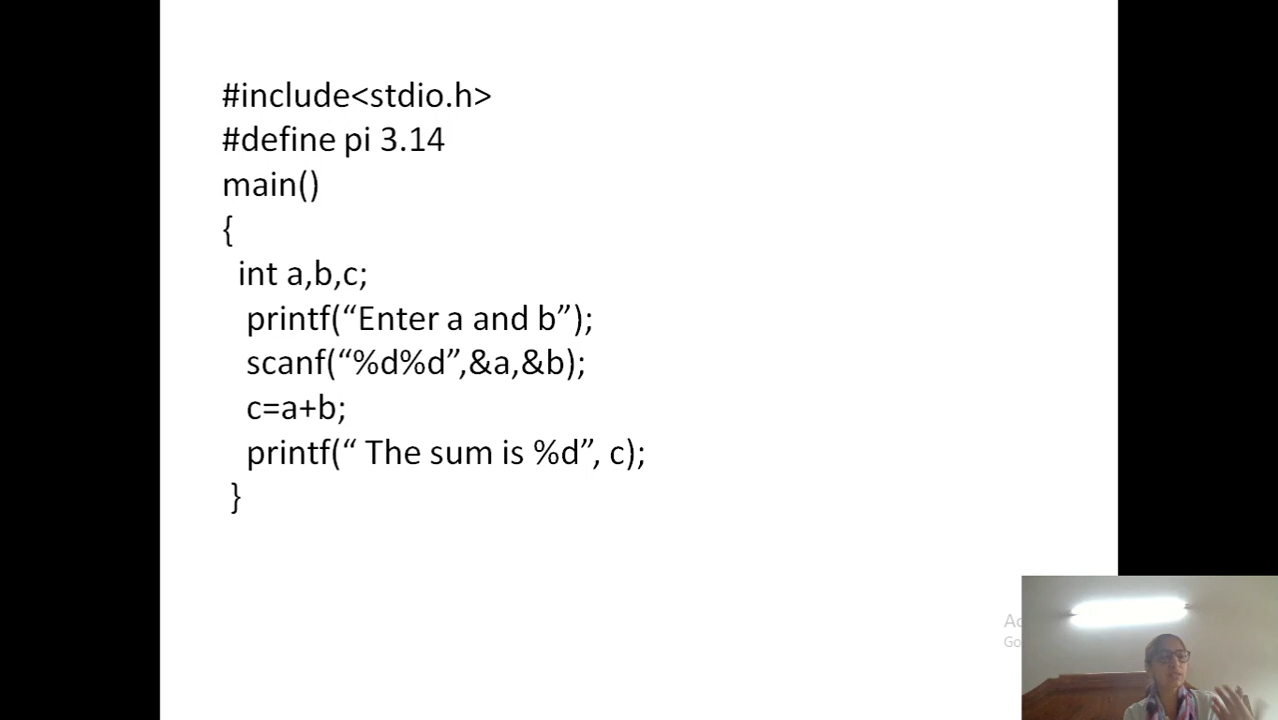 #include<stdio.h>
#define pi 3.14
main()
{
int a,b,c;
printf(“Enter a and b”);
scanf(“%d%d”,&a,&b);
c=a+b;
printf(“ The sum is %d”, c);
}